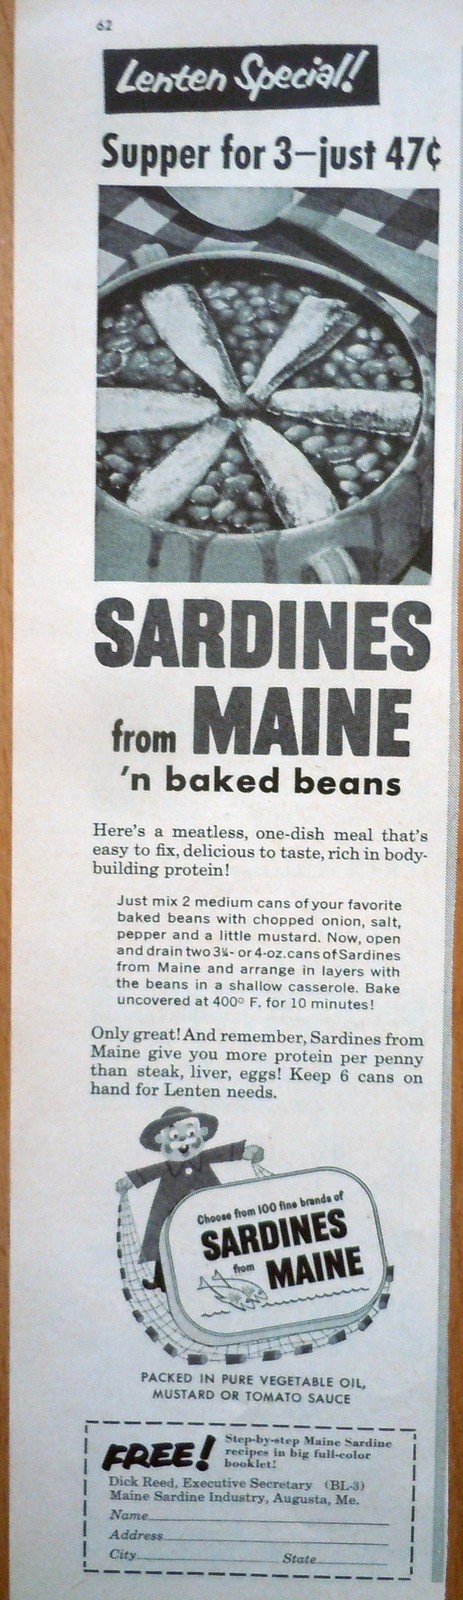 62
Lenten Special!
Supper for 3—just 47¢
SARDINES
from MAINE
'n baked beans
Here's a meatless, one-dish meal that's
easy to fix, delicious to taste, rich in body-
building protein!
Just mix 2 medium cans of your favorite
baked beans with chopped onion, salt,
pepper and a little mustard. Now, open
and drain two 3¼- or 4-oz. cans of Sardines
from Maine and arrange in layers with
the beans in a shallow casserole. Bake
uncovered at 400° F. for 10 minutes!
Only great! And remember, Sardines from
Maine give you more protein per penny
than steak, liver, eggs! Keep 6 cans on
hand for Lenten needs.
Choose from 100 fine brands of
SARDINES
from MAINE
PACKED IN PURE VEGETABLE OIL,
MUSTARD OR TOMATO SAUCE
FREE! Step-by-step Maine Sardine
recipes in big full-color
booklet!
Dick Reed, Executive Secretary (BL-3)
Maine Sardine Industry, Augusta, Me.
Name
Address
City State